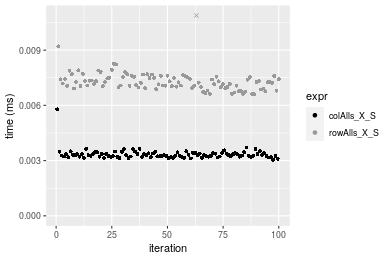 0.009
0.006
0.003
0.000
time (ms)
0
25
50
75
100
iteration
expr
colAlls_X_S
rowAlls_X_S